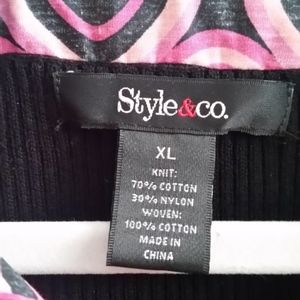 Style&co.
XL
KNIT:
70% COTTON
30% NYLON
WOVEN:
100% COTTON
MADE IN
CHINA